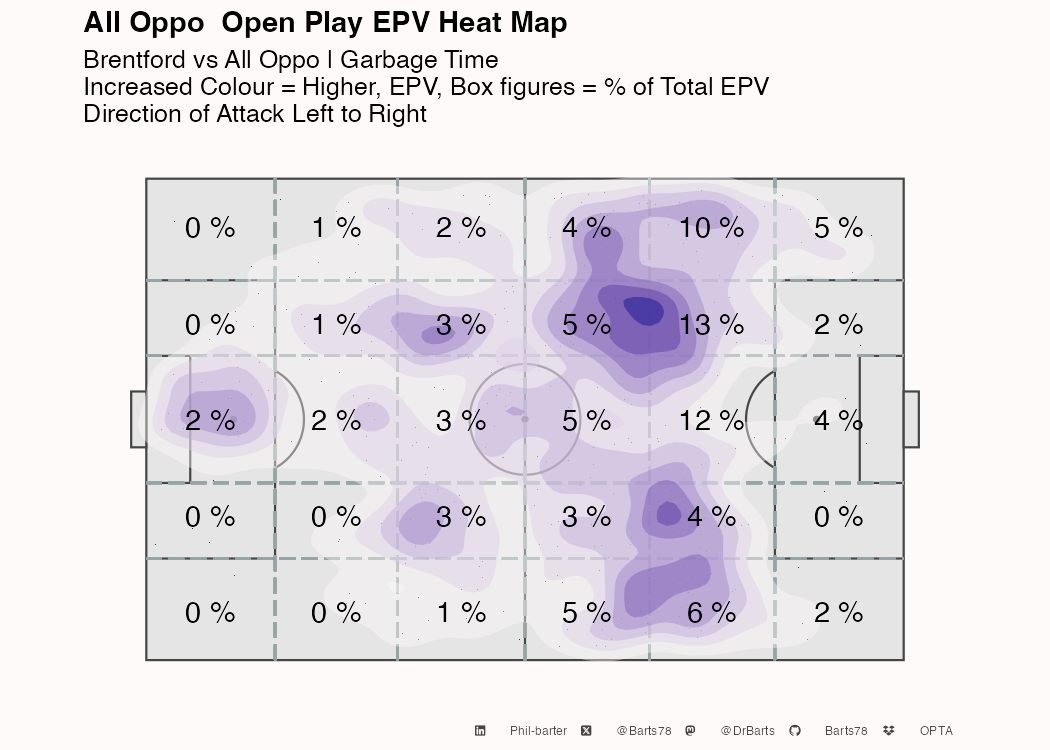 All Oppo  Open Play EPV Heat Map
Brentford vs All Oppo | Garbage Time
Increased Colour = Higher, EPV, Box figures = % of Total EPV
Direction of Attack Left to Right
0 % 1 % 2 % 4 % 10 % 5 %
0 % 1 % 3 % 5 % 13 % 2 %
2 % 2 % 3 % 5 % 12 % 4 %
0 % 0 % 3 % 3 % 4 % 0 %
0 % 0 % 1 % 5 % 6 % 2 %
Phil-barter @Barts78 @DrBarts Barts78 OPTA